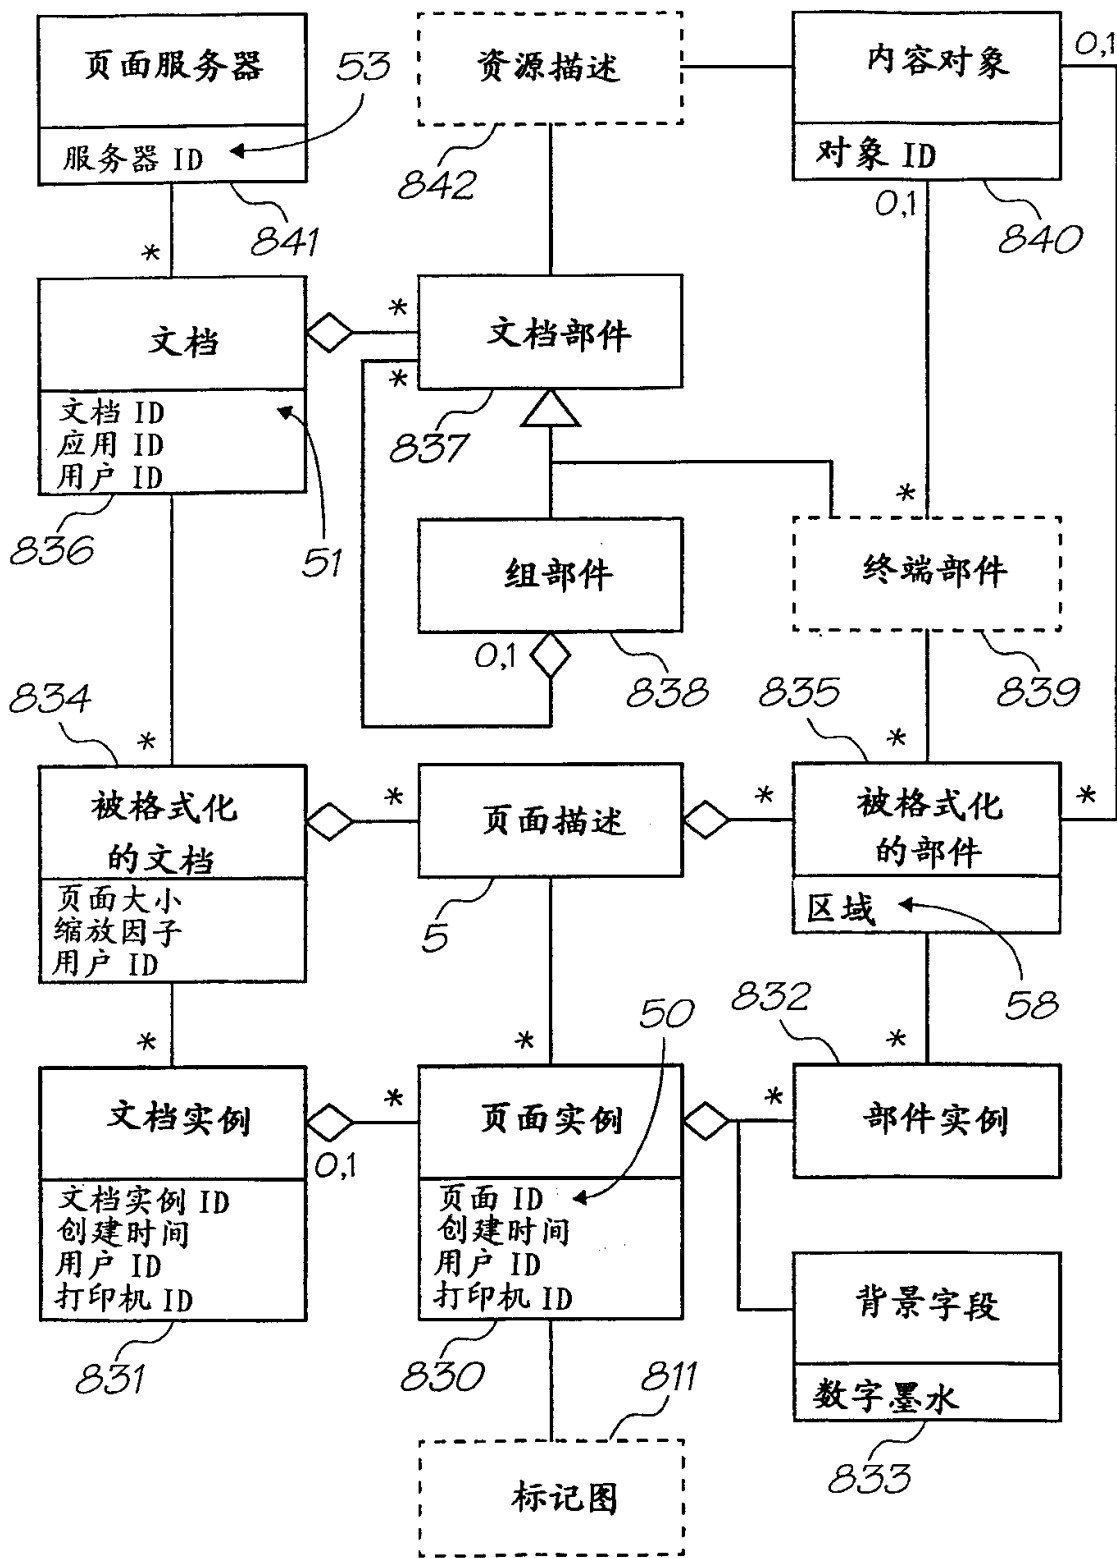 页面服务器
53
服务器 ID
841
资源描述
842
内容对象
0,1
对象 ID
0,1
840
*
文档
文档 ID
应用 ID
用户 ID
836
51
*
*
文档部件
837
组部件
0,1
838
*
终端部件
839
834
*
被格式化
的文档
页面大小
缩放因子
用户 ID
*
页面描述
5
835
*
*
*
被格式化
的部件
区域
58
*
文档实例
0,1
文档实例 ID
创建时间
用户 ID
打印机 ID
831
50
*
*
页面实例
页面 ID
创建时间
用户 ID
打印机 ID
830
832
*
*
部件实例
背景字段
数字墨水
833
811
标记图